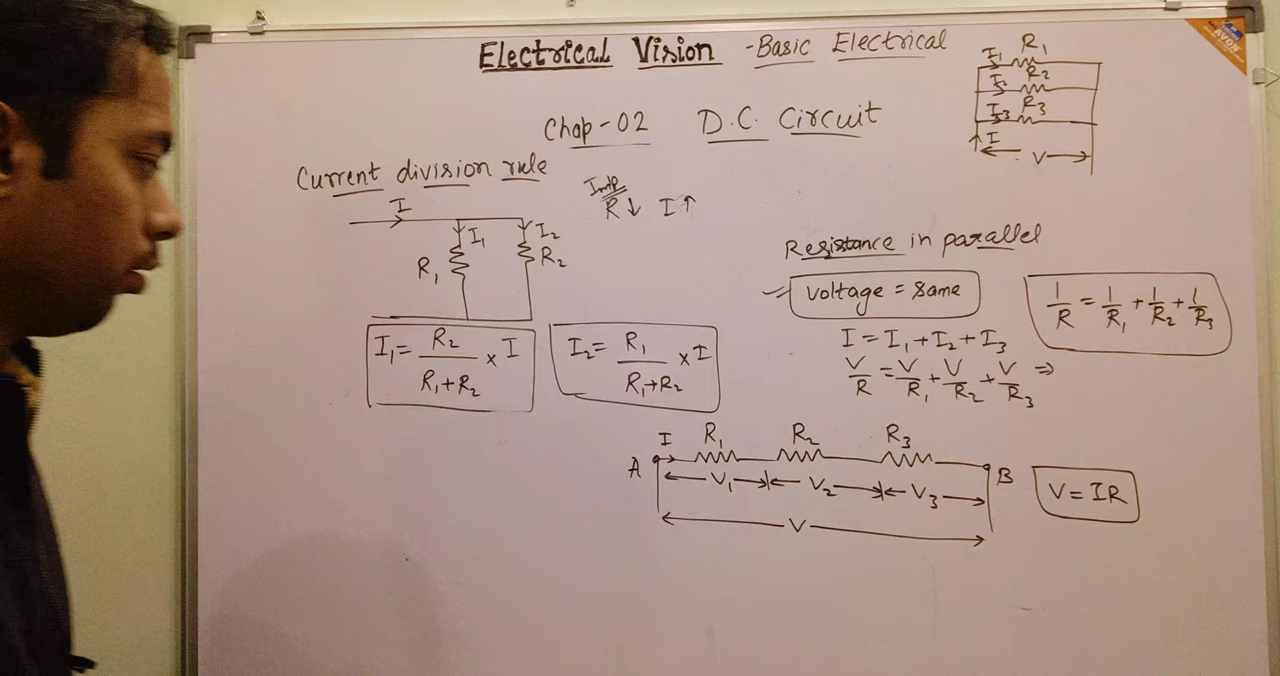 Electrical Vision - Basic Electrical
Chap-02 D.C. Circuit
Current division rule
I
I₁
I₂
R₁
R₂
Imp
R↓ I↑
I₁ = R₂ / R₁+R₂ × I
I₂ = R₁ / R₁+R₂ × I
R₁
I₁
R₂
I₂
R₃
I₃
I
V
AVON
Resistance in parallel
Voltage = Same
I = I₁ + I₂ + I₃
V/R = V/R₁ + V/R₂ + V/R₃ ⇒
1/R = 1/R₁ + 1/R₂ + 1/R₃
I R₁ R₂ R₃
A B
V₁ V₂ V₃
V
V = IR